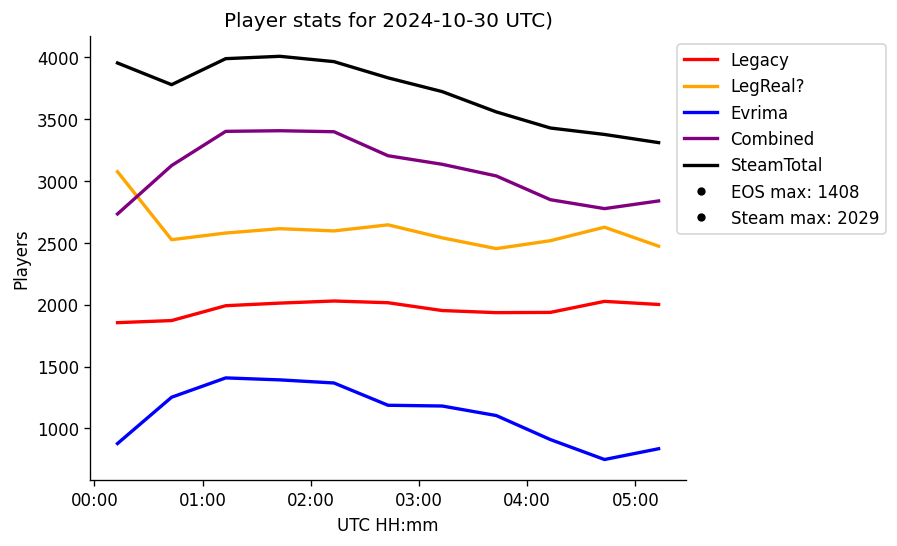 Player stats for 2024-10-30 UTC)
Players
4000
3500
3000
2500
2000
1500
1000
00:00 01:00 02:00 03:00 04:00 05:00
UTC HH:mm
Legacy
LegReal?
Evrima
Combined
SteamTotal
EOS max: 1408
Steam max: 2029